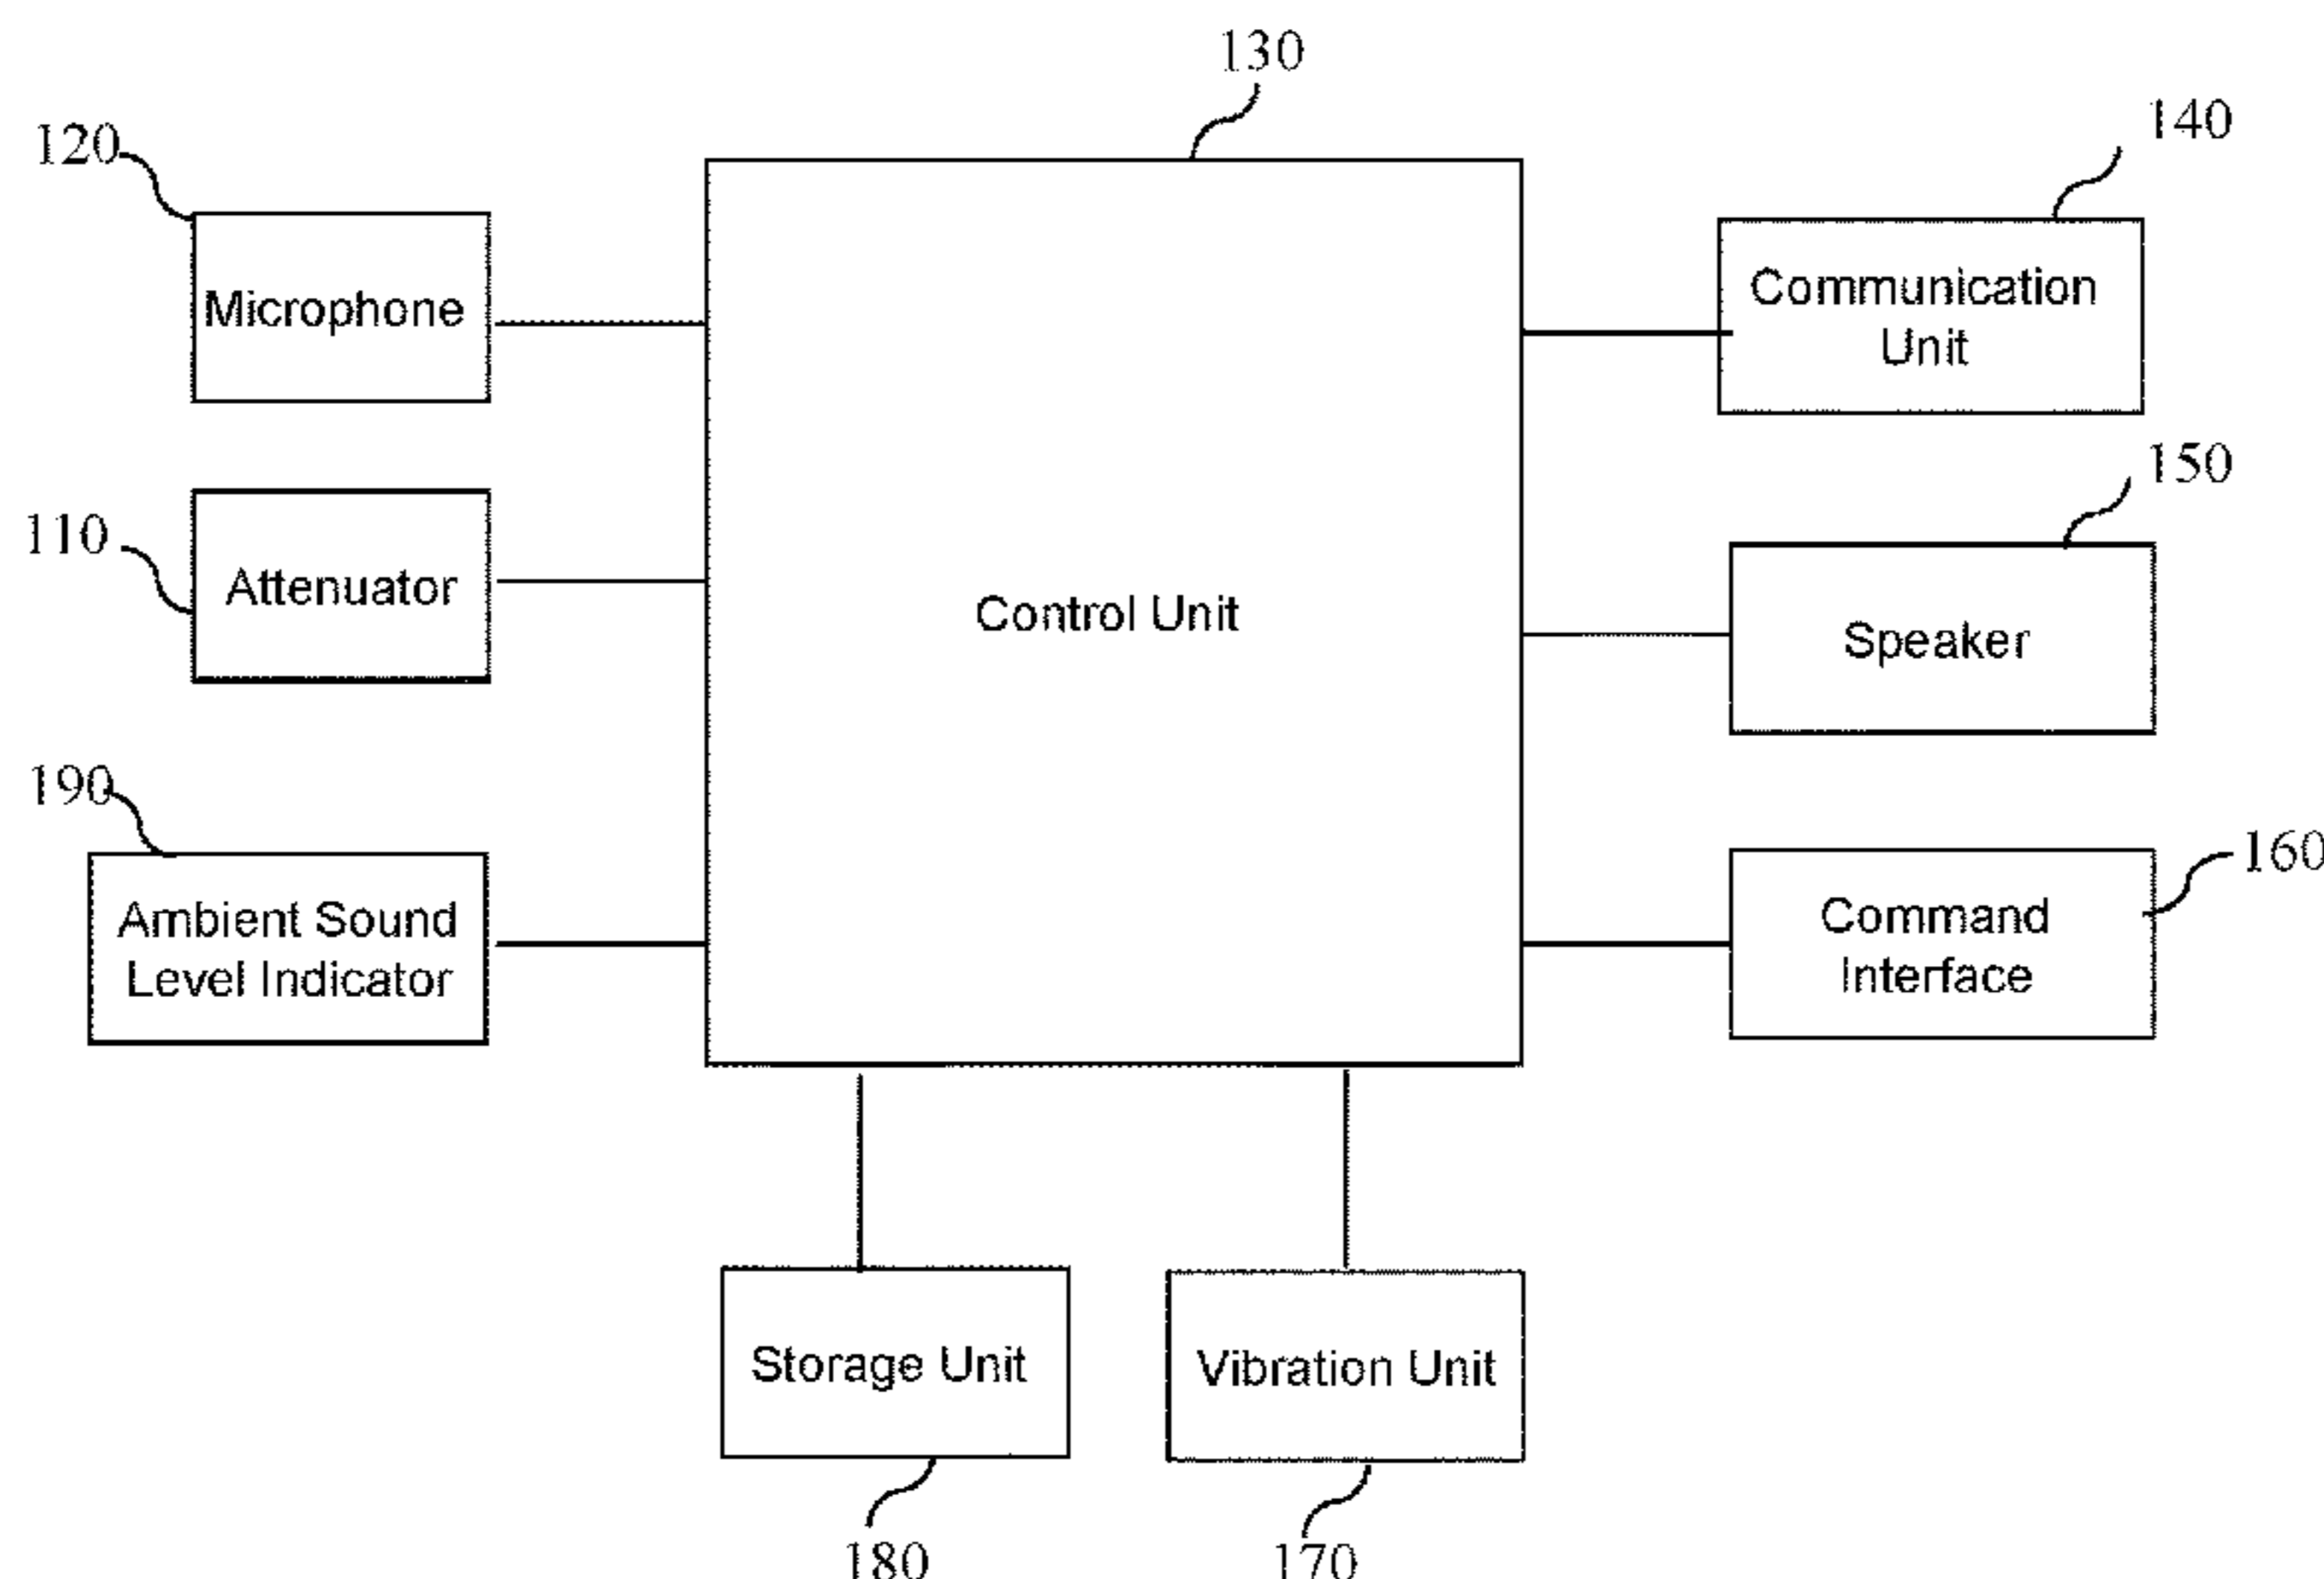 130
120
140
Microphone
Communication
Unit
110
Attenuator
Control Unit
150
Speaker
190
Ambient Sound
Level Indicator
160
Command
Interface
Storage Unit
Vibration Unit
180
170